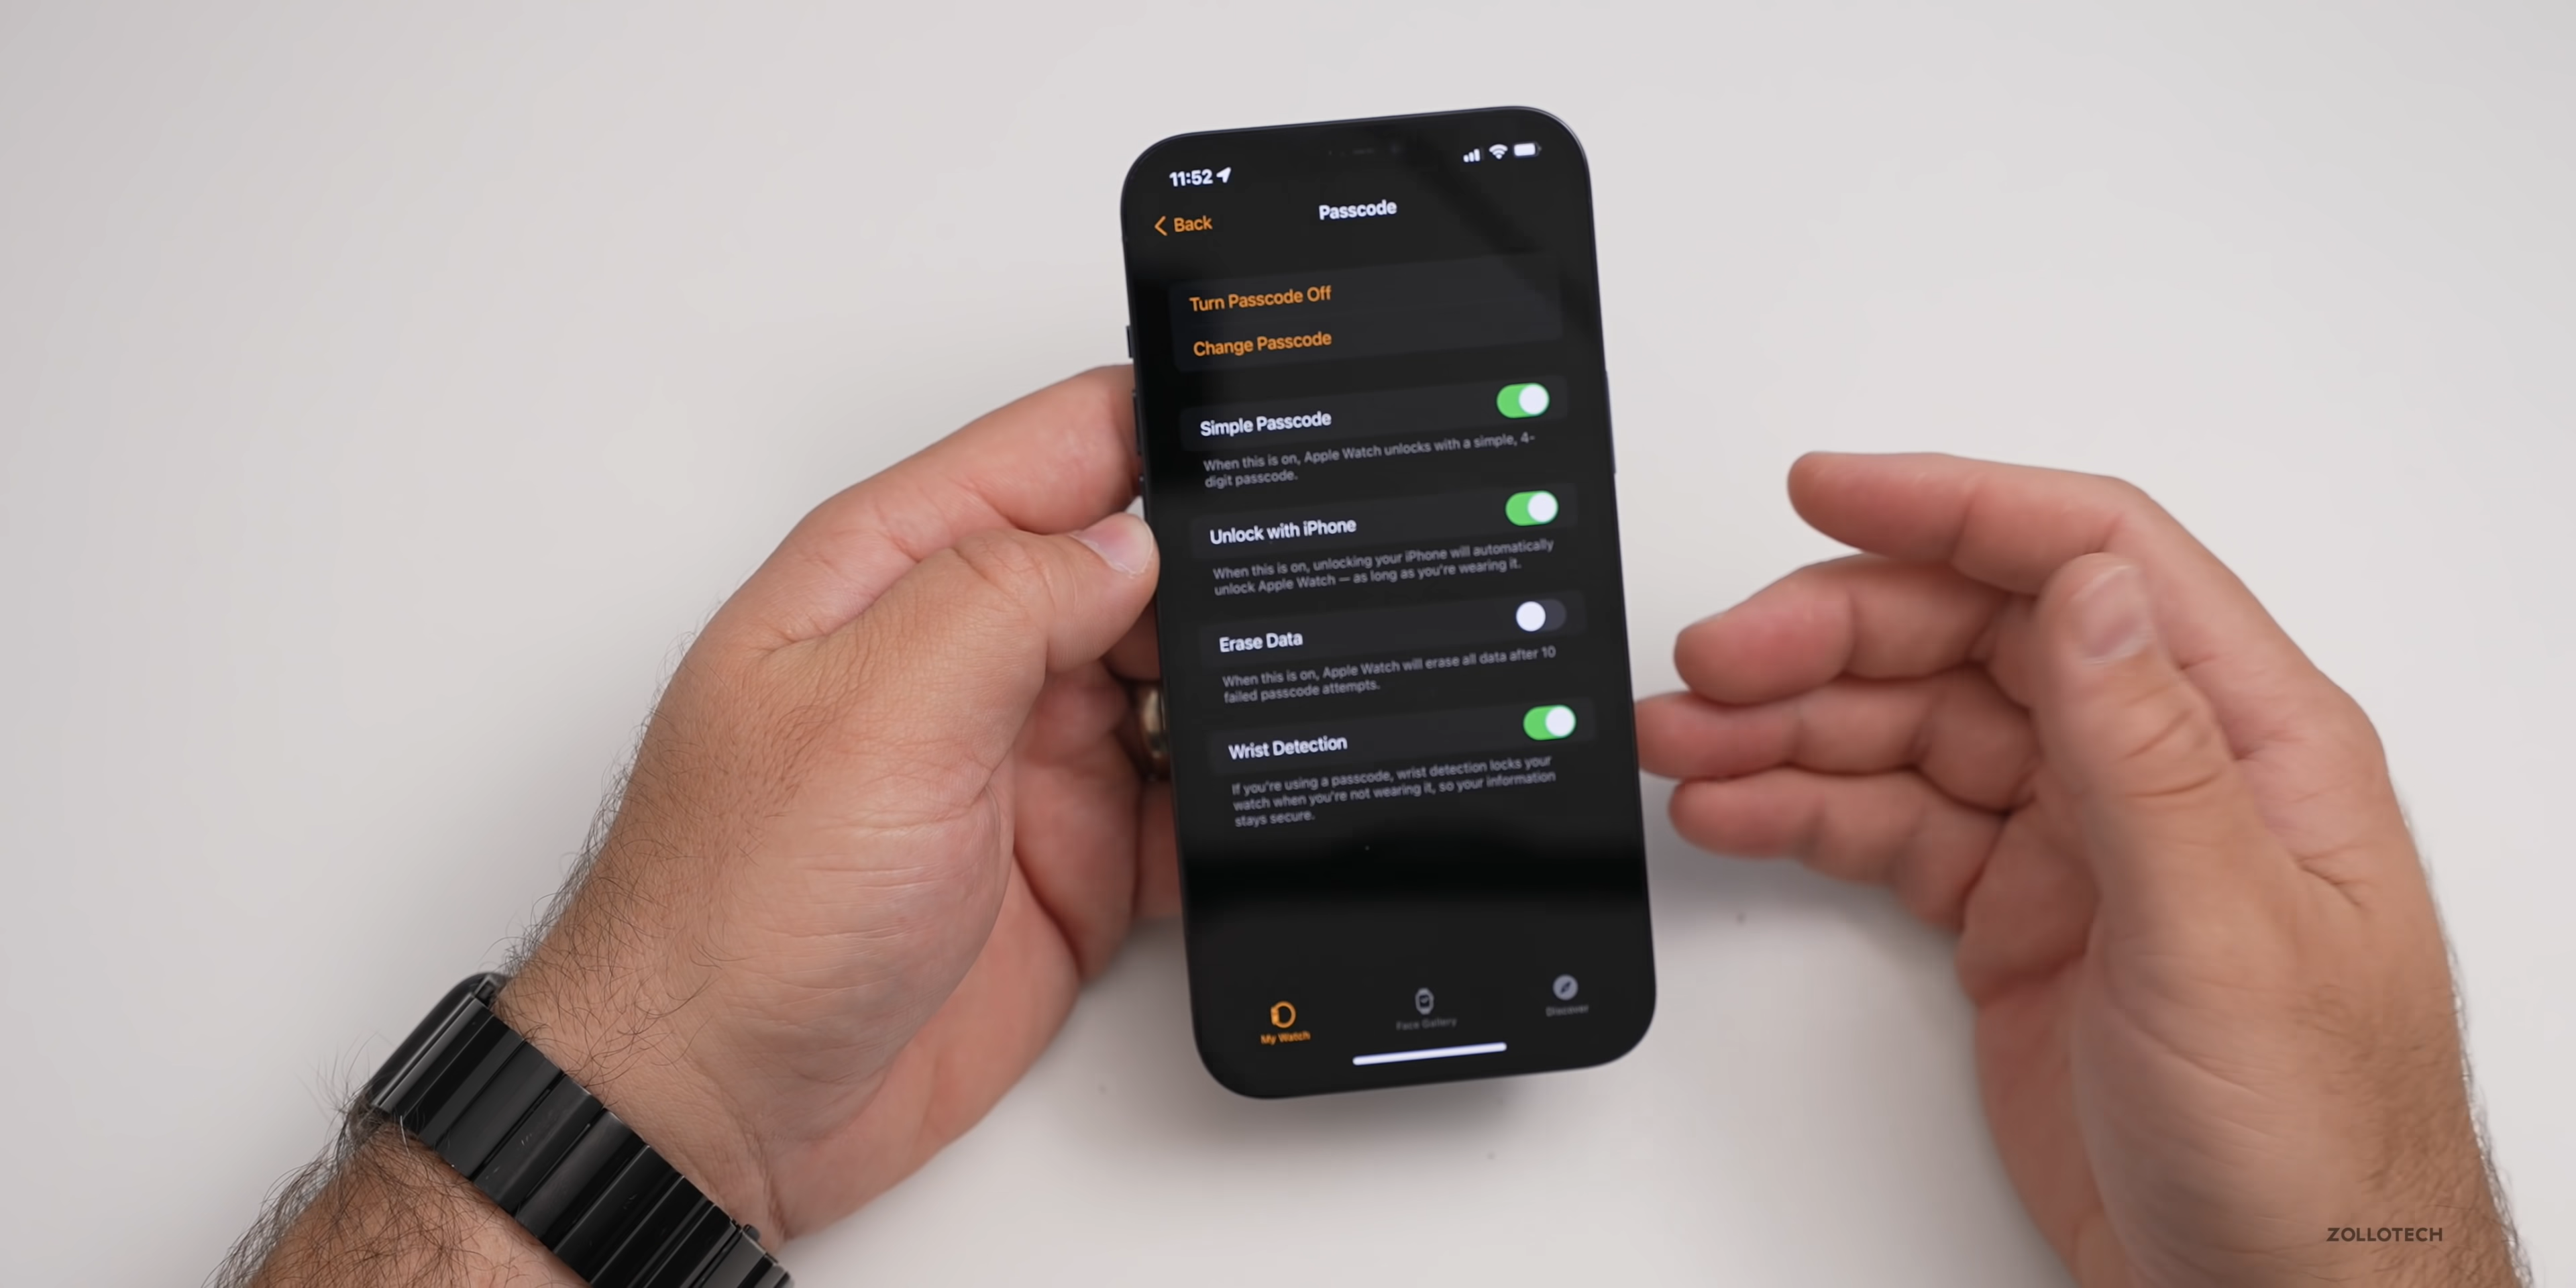 11:52
Back
Passcode
Turn Passcode Off
Change Passcode
Simple Passcode
When this is on, Apple Watch unlocks with a simple, 4-
digit passcode.
Unlock with iPhone
When this is on, unlocking your iPhone will automatically
unlock Apple Watch — as long as you're wearing it.
Erase Data
When this is on, Apple Watch will erase all data after 10
failed passcode attempts.
Wrist Detection
If you're using a passcode, wrist detection locks your
watch when you're not wearing it, so your information
stays secure.
My Watch
Face Gallery
Discover
ZOLLOTECH